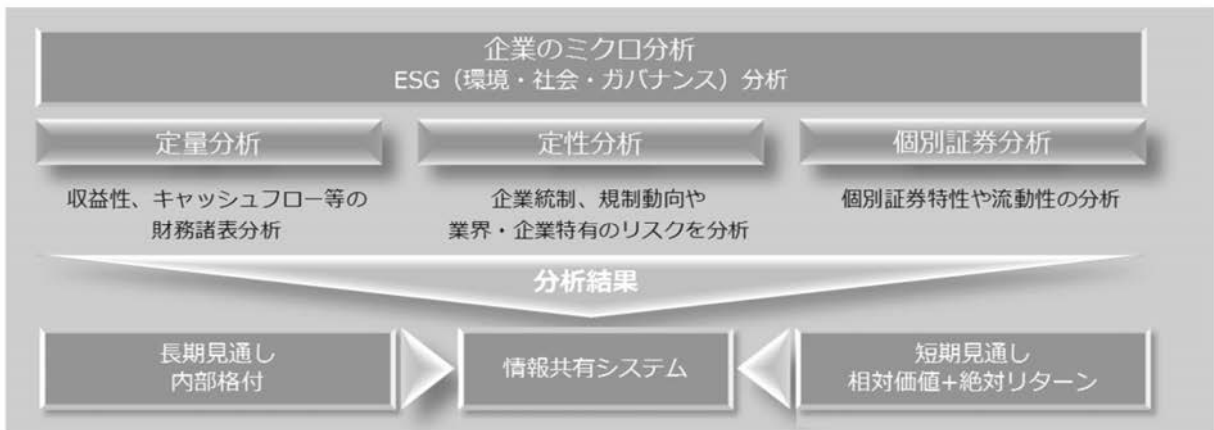 企業のミクロ分析
ESG（環境・社会・ガバナンス）分析
定量分析
収益性、キャッシュフロー等の
財務諸表分析
定性分析
企業統制、規制動向や
業界・企業特有のリスクを分析
個別証券分析
個別証券特性や流動性の分析
分析結果
長期見通し
内部格付
情報共有システム
短期見通し
相対価値+絶対リターン